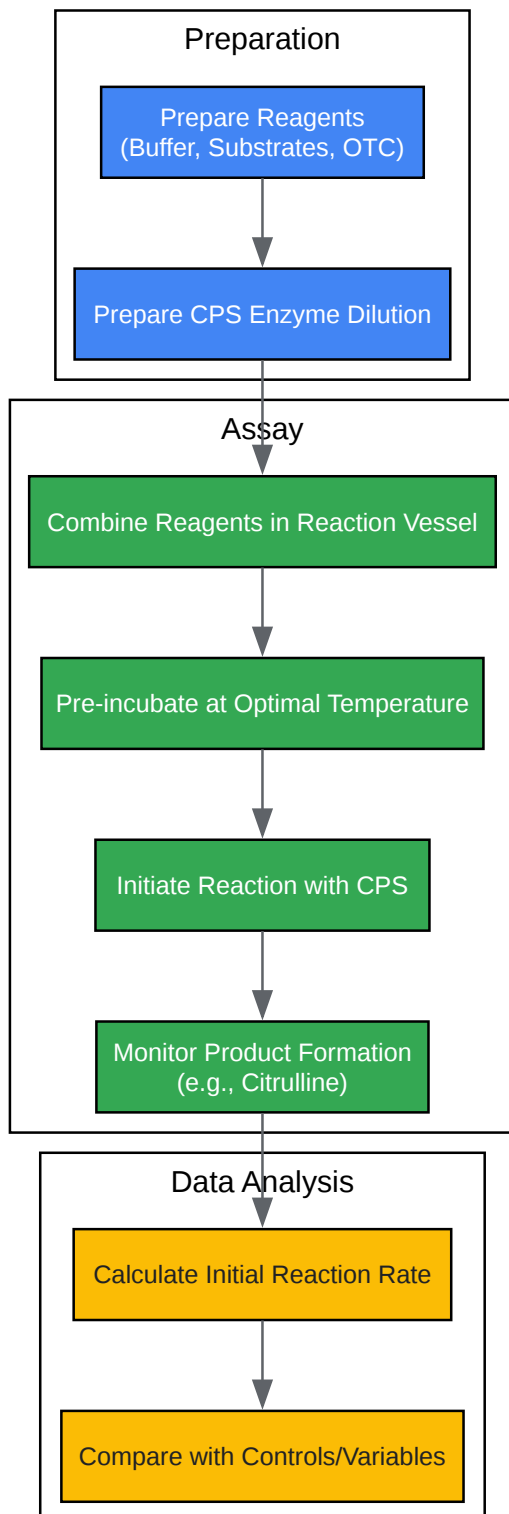 Preparation
Prepare Reagents
(Buffer, Substrates, OTC)
Prepare CPS Enzyme Dilution
Assay
Combine Reagents in Reaction Vessel
Pre-incubate at Optimal Temperature
Initiate Reaction with CPS
Monitor Product Formation
(e.g., Citrulline)
Data Analysis
Calculate Initial Reaction Rate
Compare with Controls/Variables